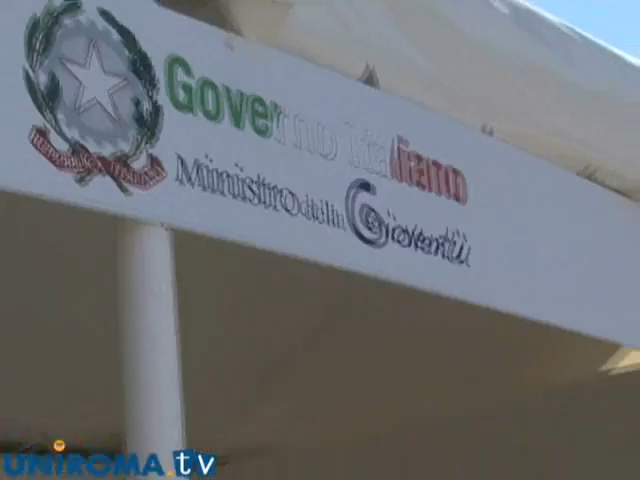 Governo Italiano
Ministro della Gioventù
REPUBBLICA ITALIANA
UNIROMA.tv